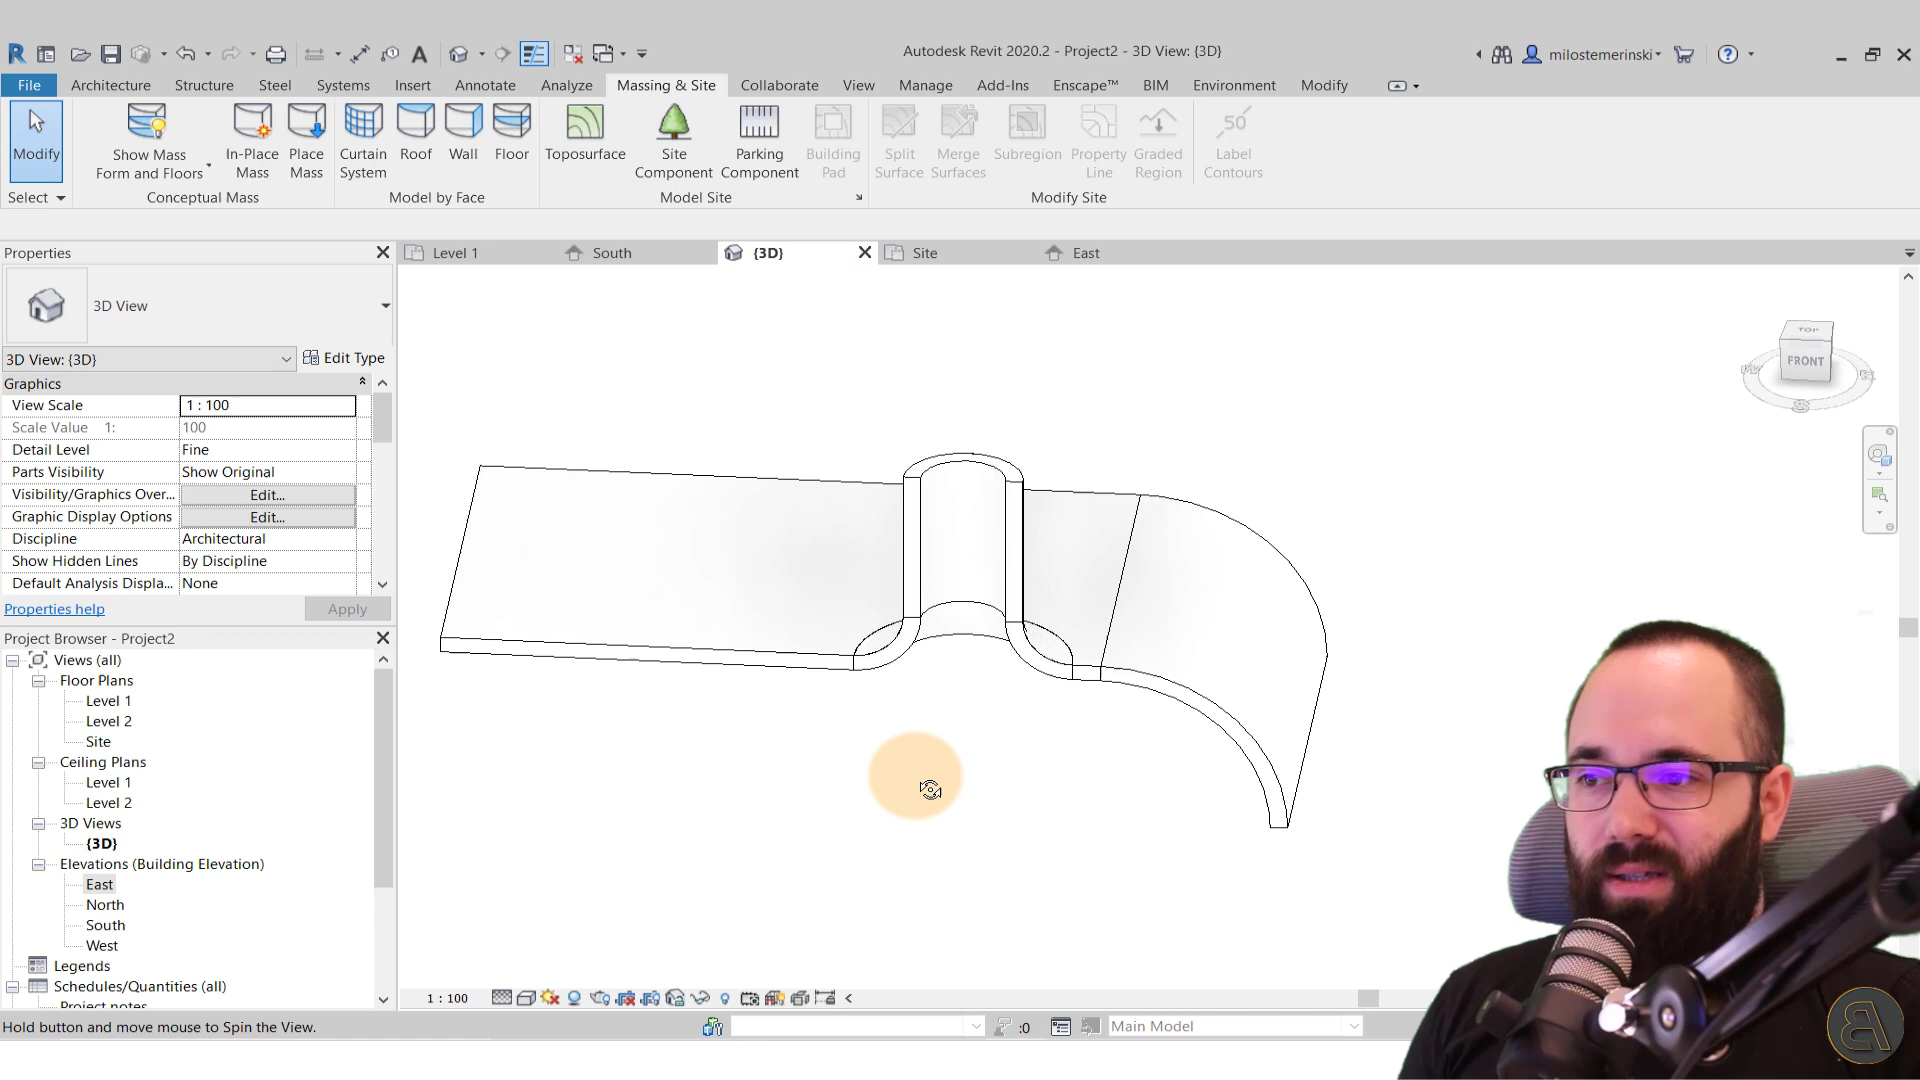 Autodesk Revit 2020.2 - Project2 - 3D View: {3D}
milostemerinski
File Architecture Structure Steel Systems Insert Annotate Analyze Massing & Site Collaborate View Manage Add-Ins Enscape™ BIM Environment Modify
Modify
Show Mass
Form and Floors
In-Place
Mass
Place
Mass
Curtain
System
Roof
Wall
Floor
Toposurface
Site
Component
Parking
Component
Building
Pad
Split
Surface
Merge
Surfaces
Subregion
Property
Line
Graded
Region
50
Label
Contours
Select
Conceptual Mass
Model by Face
Model Site
Modify Site
Properties
Level 1
South
{3D}
Site
East
3D View
3D View: {3D}
Edit Type
Graphics
View Scale 1 : 100
Scale Value 1: 100
Detail Level Fine
Parts Visibility Show Original
Visibility/Graphics Over... Edit...
Graphic Display Options Edit...
Discipline Architectural
Show Hidden Lines By Discipline
Default Analysis Displa... None
Properties help
Apply
Project Browser - Project2
Views (all)
Floor Plans
Level 1
Level 2
Site
Ceiling Plans
Level 1
Level 2
3D Views
{3D}
Elevations (Building Elevation)
East
North
South
West
Legends
Schedules/Quantities (all)
Project notes
TOP
FRONT
S
1 : 100
Hold button and move mouse to Spin the View.
:0
Main Model